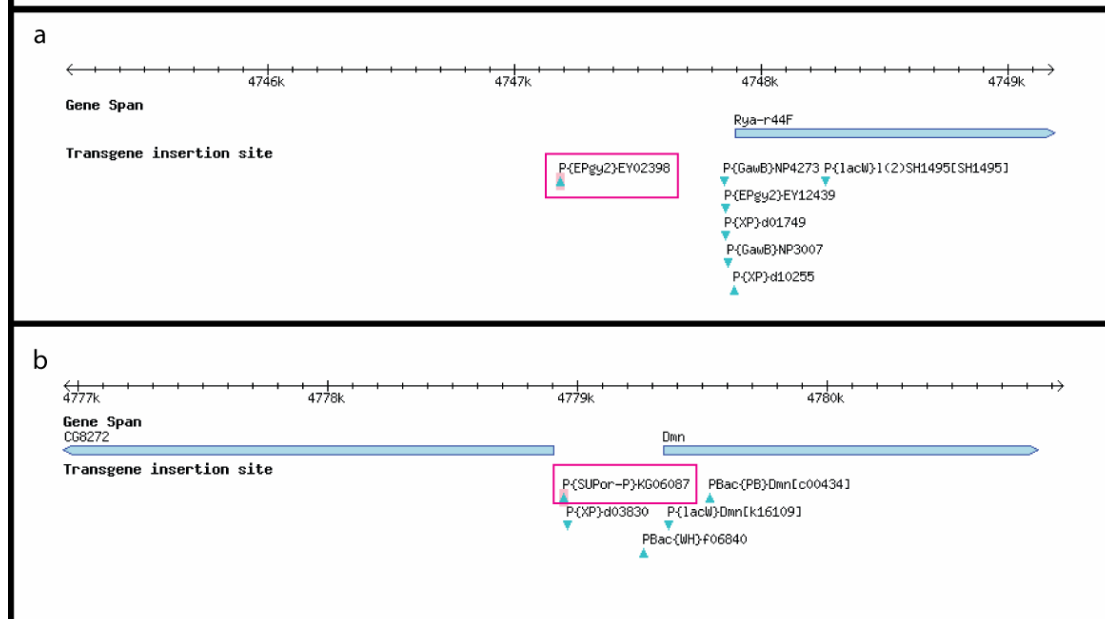 a
4746k 4747k 4748k 4749k
Gene Span
Rya-r44F
Transgene insertion site
P{EPgy2}EY02398 P{GawB}NP4273 P{lacW}l(2)SH1495[SH1495]
P{EPgy2}EY12439
P{XP}d01749
P{GawB}NP3007
P{XP}d10255
b
4777k 4778k 4779k 4780k
Gene Span
CG8272 Dmn
Transgene insertion site
P{SUPor-P}KG06087 PBac{PB}Dmn[c00434]
P{XP}d03830 P{lacW}Dmn[k16109]
PBac{WH}f06840